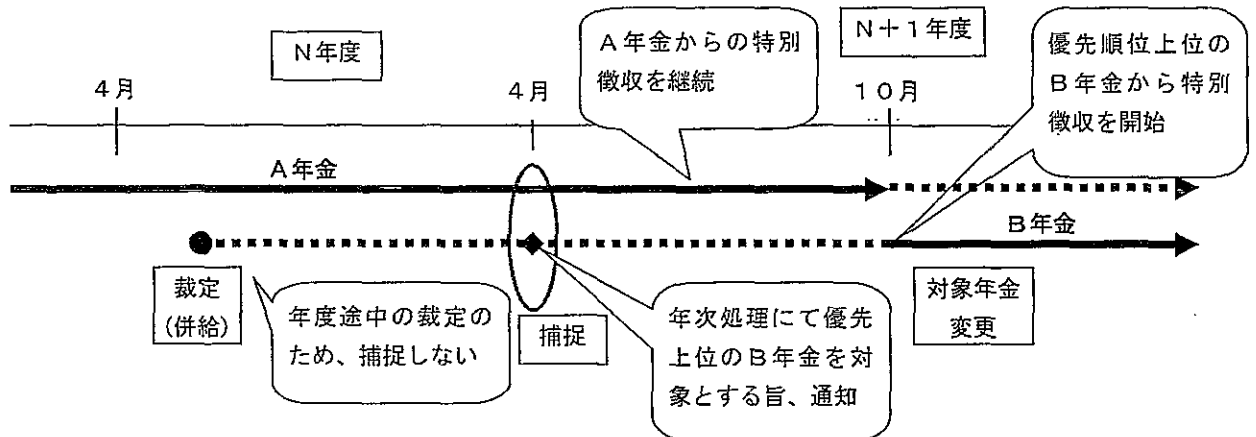 N年度
A年金からの特別
徴収を継続
N+1年度
優先順位上位の
B年金から特別
徴収を開始
4月
4月
10月
A年金
B年金
裁定
(併給)
年度途中の裁定の
ため、捕捉しない
捕捉
年次処理にて優先
上位のB年金を対
象とする旨、通知
対象年金
変更